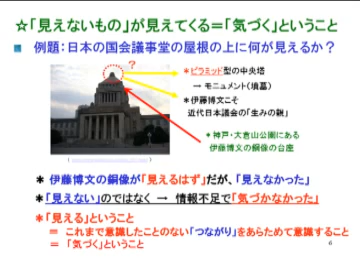 ☆「見えないもの」が見えてくる＝「気づく」ということ
例題：日本の国会議事堂の屋根の上に何が見えるか？
？
＊ピラミッド型の中央塔
→ モニュメント（墳墓）
＊伊藤博文こそ
近代日本議会の「生みの親」
＊神戸・大倉山公園にある
伊藤博文の銅像の台座
＊ 伊藤博文の銅像が「見えるはず」だが、「見えなかった」
＊「見えない」のではなく → 情報不足で「気づかなかった」
＊「見える」ということ
＝ これまで意識したことのない「つながり」をあらためて意識すること
＝ 「気づく」ということ
6